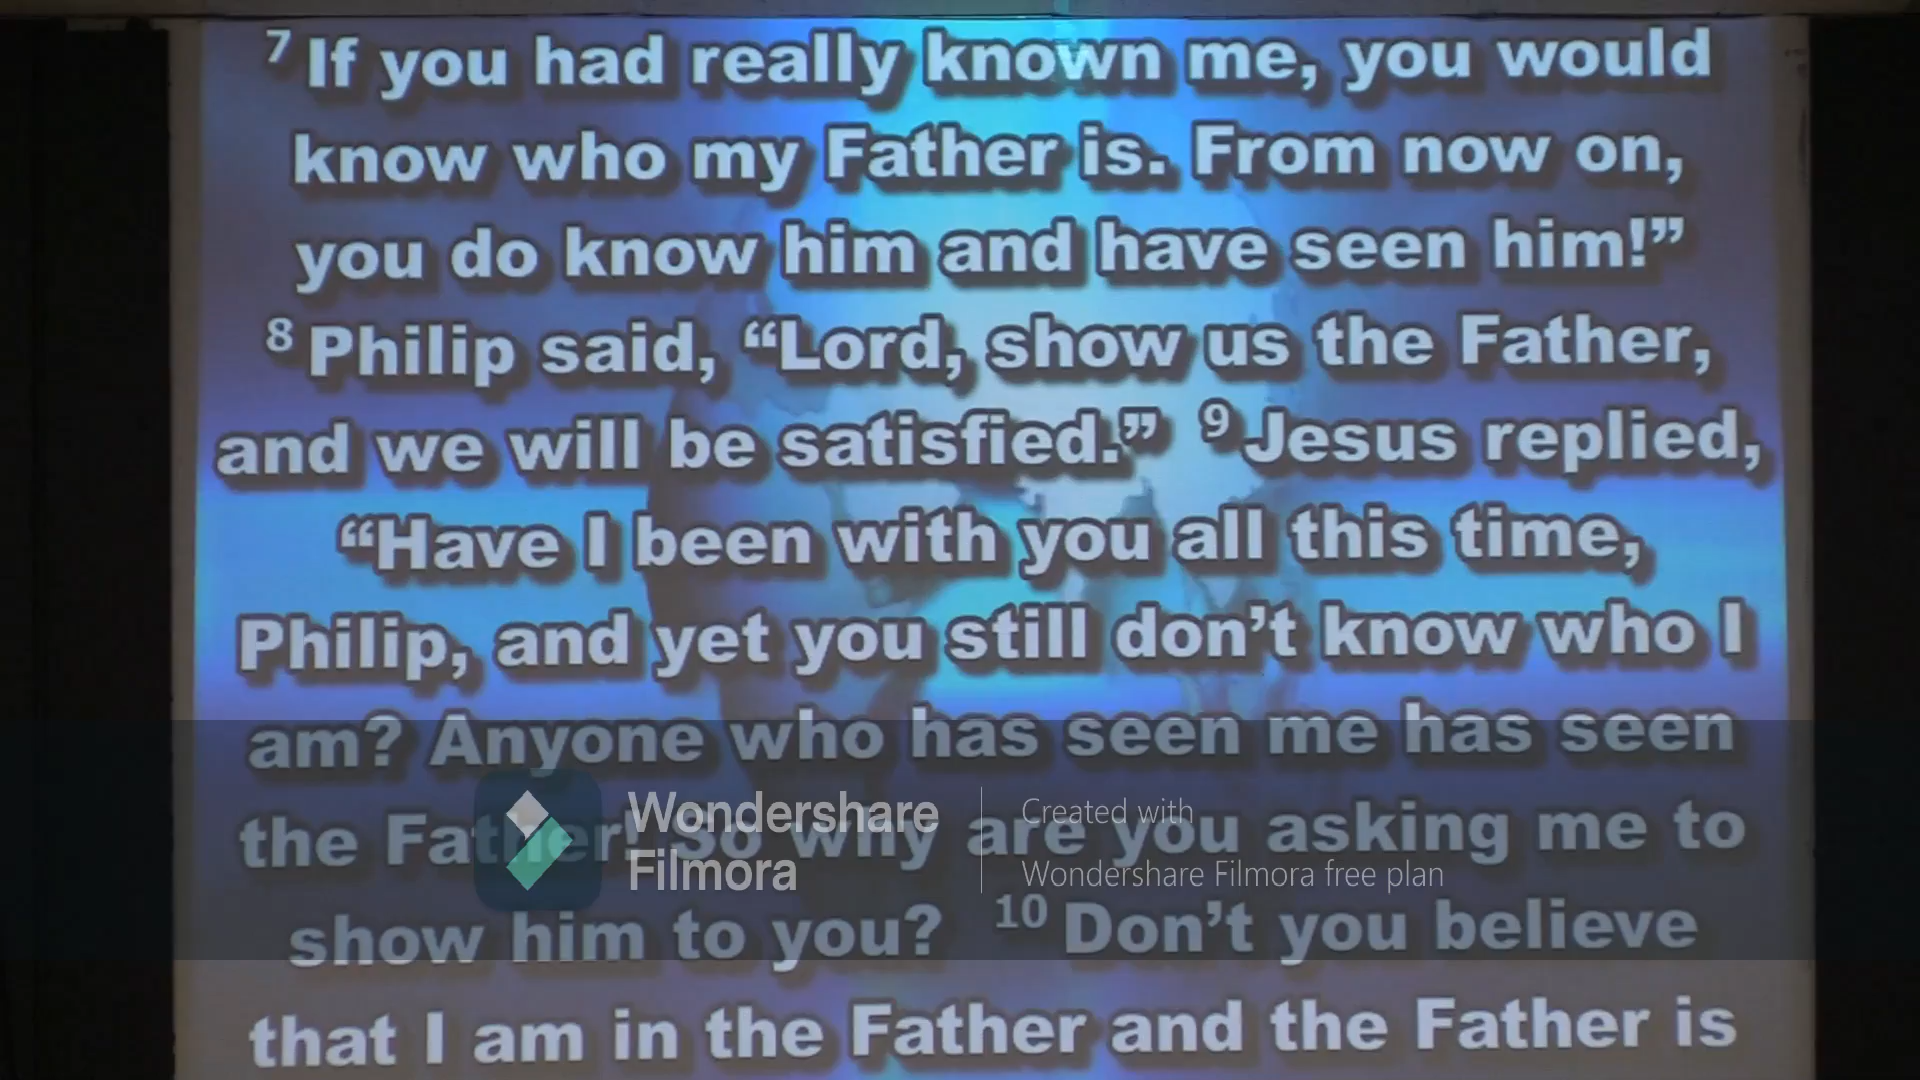 7 If you had really known me, you would
know who my Father is. From now on,
you do know him and have seen him!”
8 Philip said, “Lord, show us the Father,
and we will be satisfied.” 9 Jesus replied,
“Have I been with you all this time,
Philip, and yet you still don’t know who I
am? Anyone who has seen me has seen
the Father! So why are you asking me to
show him to you? 10 Don’t you believe
that I am in the Father and the Father is
Wondershare
Filmora
Created with
Wondershare Filmora free plan